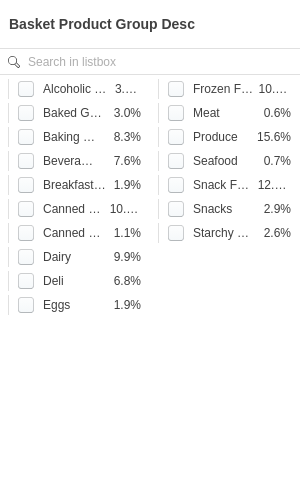 Basket Product Group Desc
Search in listbox
Alcoholic ... 3....
Baked G... 3.0%
Baking ... 8.3%
Bevera... 7.6%
Breakfast... 1.9%
Canned ... 10....
Canned ... 1.1%
Dairy 9.9%
Deli 6.8%
Eggs 1.9%
Frozen F... 10....
Meat 0.6%
Produce 15.6%
Seafood 0.7%
Snack F... 12....
Snacks 2.9%
Starchy ... 2.6%